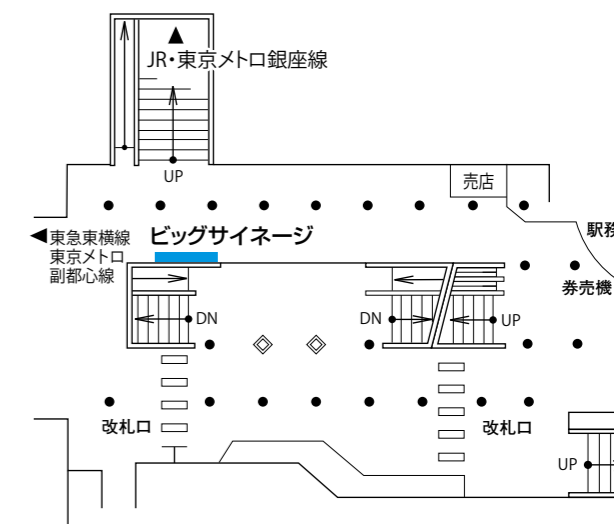 JR・東京メトロ銀座線
UP
売店
東急東横線
東京メトロ
副都心線
ビッグサイネージ
駅務
券売機
DN
DN
UP
改札口
改札口
UP